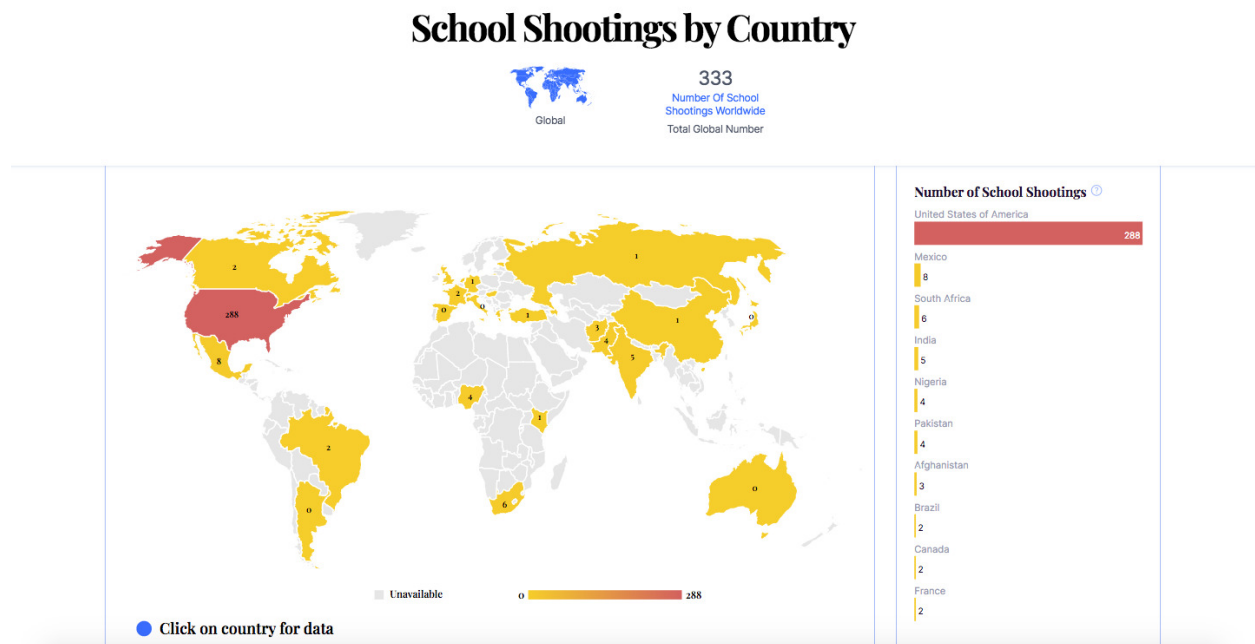 School Shootings by Country
Global
333
Number Of School
Shootings Worldwide
Total Global Number
2
288
8
2
0
0
2
1
0
1
4
1
6
1
3
4
5
1
0
0
Unavailable
0
288
Click on country for data
Number of School Shootings ?
United States of America
288
Mexico
8
South Africa
6
India
5
Nigeria
4
Pakistan
4
Afghanistan
3
Brazil
2
Canada
2
France
2